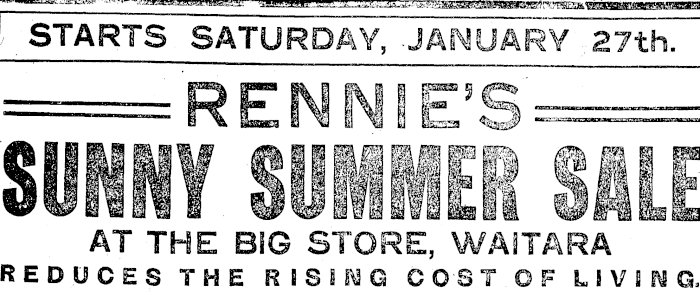 STARTS SATURDAY, JANUARY 27th.
RENNIE'S
SUNNY SUMMER SALE
AT THE BIG STORE, WAITARA
REDUCES THE RISING COST OF LIVING.